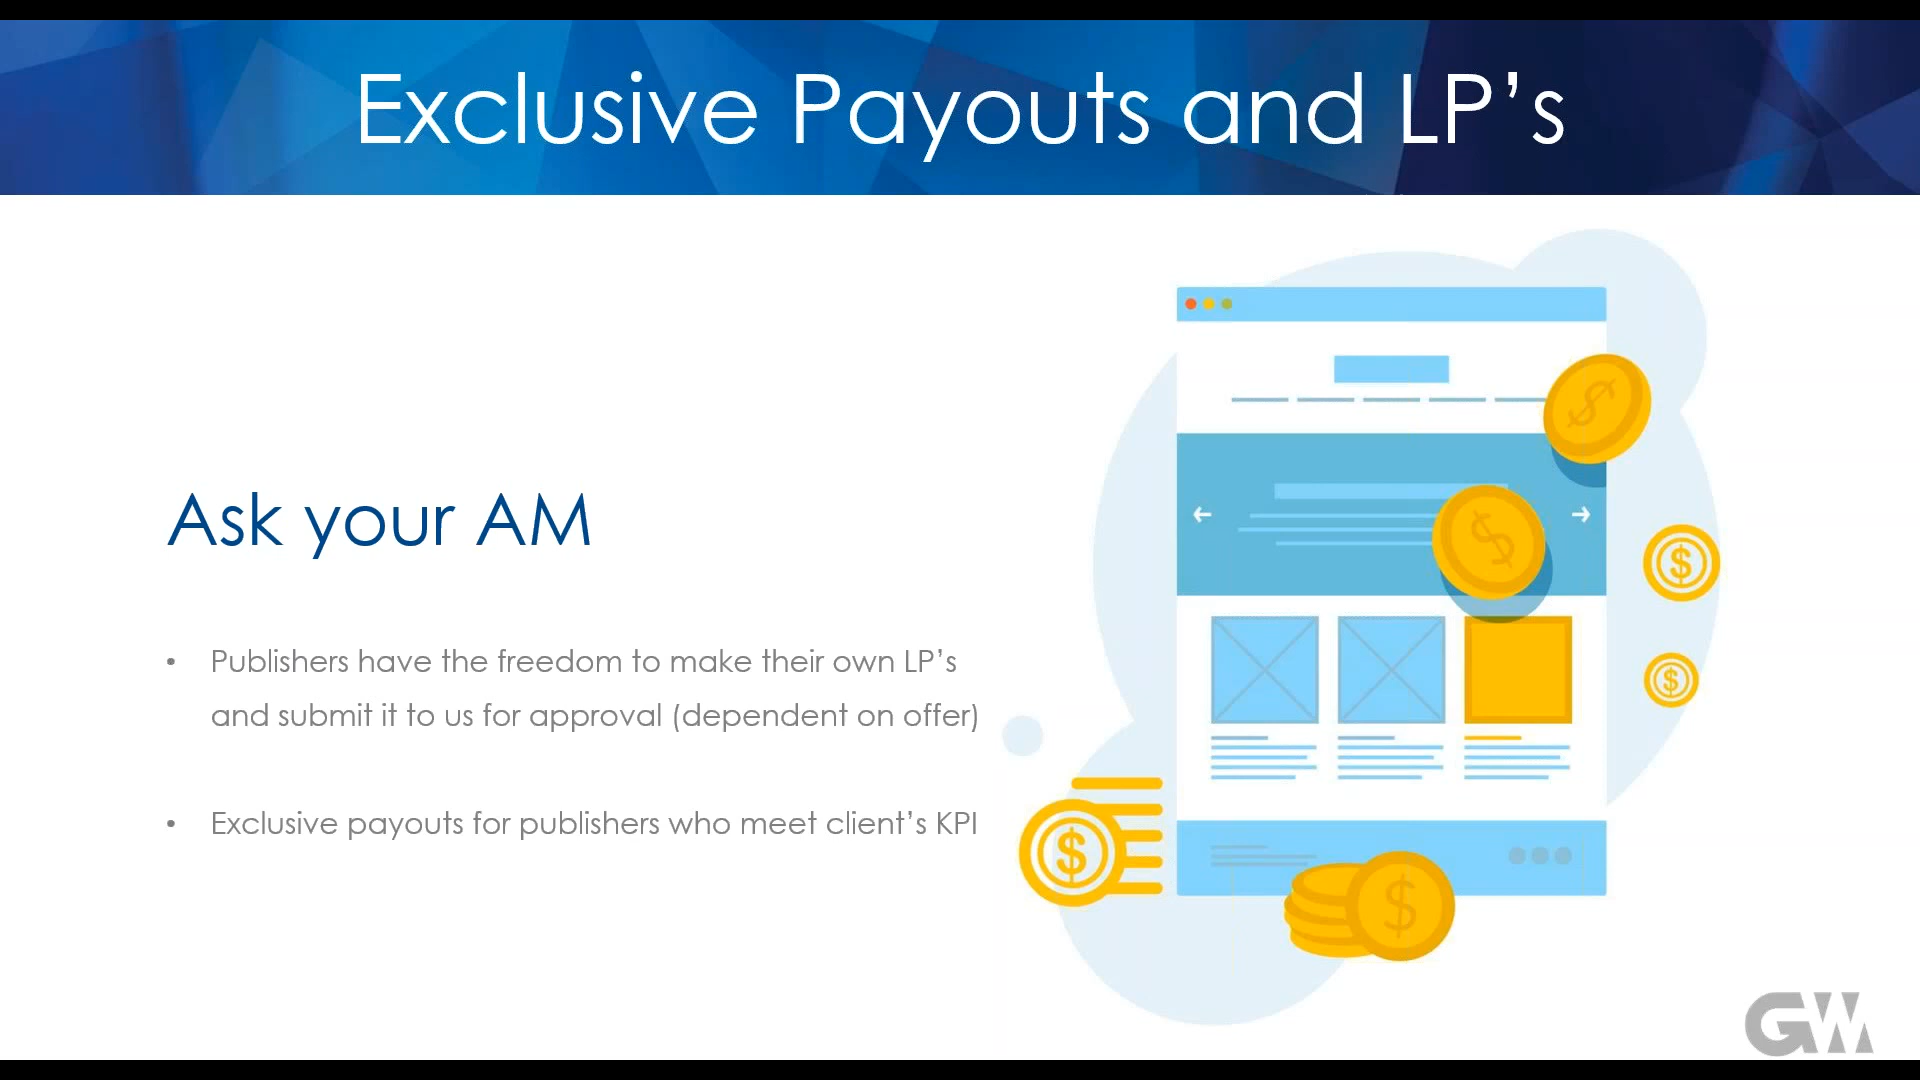 Exclusive Payouts and LP’s
Ask your AM
• Publishers have the freedom to make their own LP’s
and submit it to us for approval (dependent on offer)
• Exclusive payouts for publishers who meet client’s KPI
$
$
$
$
$
$
GWM